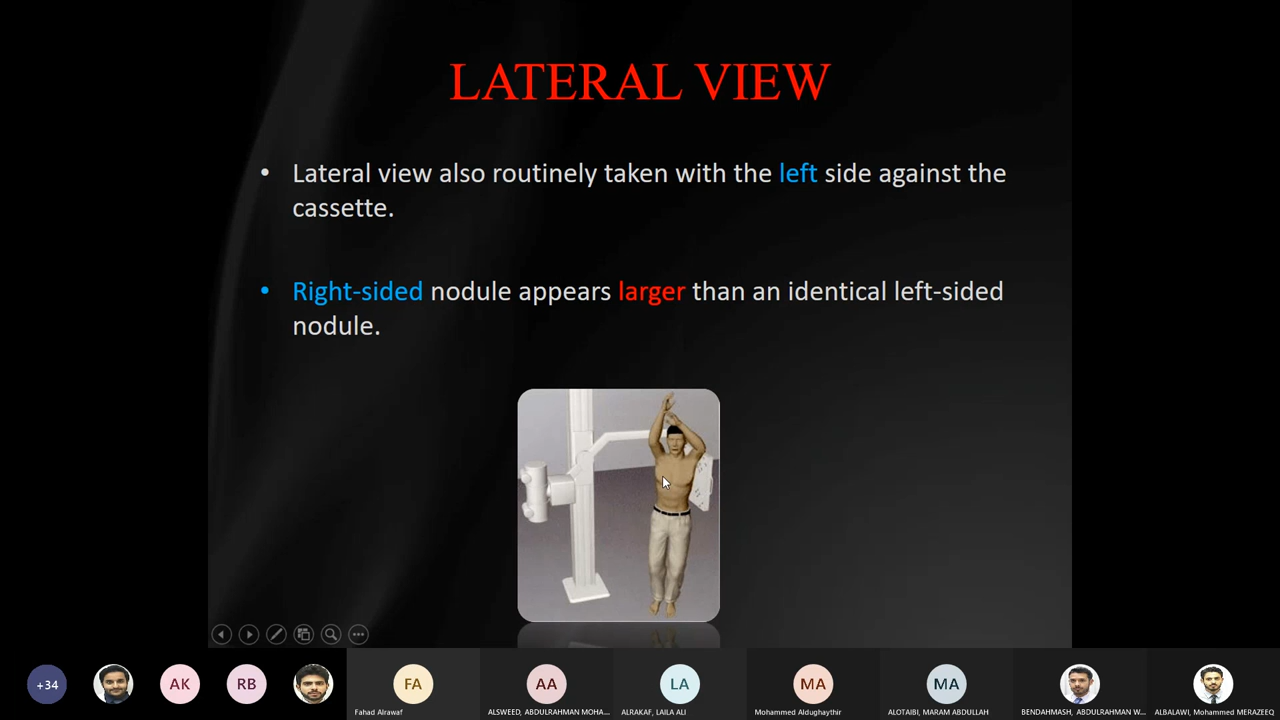 LATERAL VIEW
• Lateral view also routinely taken with the left side against the
cassette.
• Right-sided nodule appears larger than an identical left-sided
nodule.
+34
AK
RB
FA
AA
LA
MA
MA
Fahad Alrawaf
ALSWEED, ABDULRAHMAN MOHA...
ALRAKAF, LAILA ALI
Mohammed Aldughaythir
ALOTAIBI, MARAM ABDULLAH
BENDAHMASH, ABDULRAHMAN W...
ALBALAWI, Mohammed MERAZEEQ